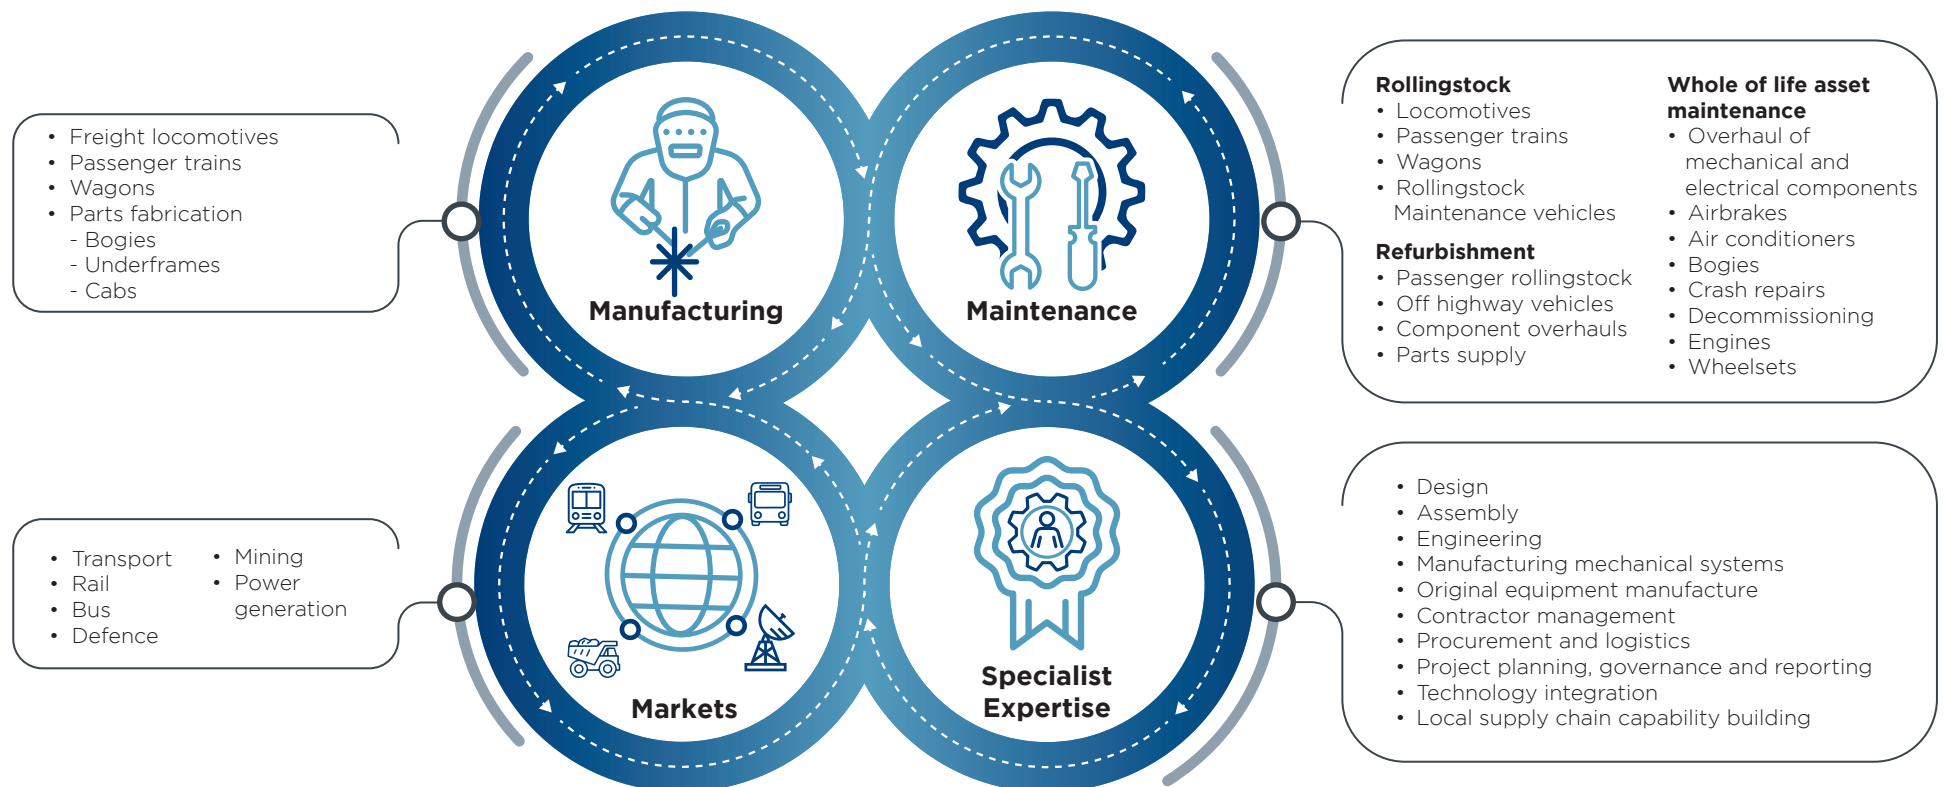 • Freight locomotives
• Passenger trains
• Wagons
• Parts fabrication
- Bogies
- Underframes
- Cabs
Manufacturing
Maintenance
Rollingstock
• Locomotives
• Passenger trains
• Wagons
• Rollingstock
Maintenance vehicles
Refurbishment
• Passenger rollingstock
• Off highway vehicles
• Component overhauls
• Parts supply
Whole of life asset
maintenance
• Overhaul of
mechanical and
electrical components
• Airbrakes
• Air conditioners
• Bogies
• Crash repairs
• Decommissioning
• Engines
• Wheelsets
• Transport
• Rail
• Bus
• Defence
• Mining
• Power
generation
Markets
Specialist
Expertise
• Design
• Assembly
• Engineering
• Manufacturing mechanical systems
• Original equipment manufacture
• Contractor management
• Procurement and logistics
• Project planning, governance and reporting
• Technology integration
• Local supply chain capability building